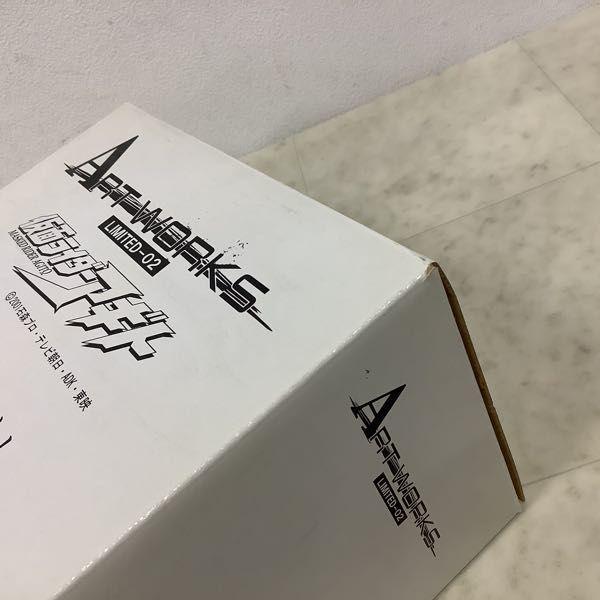 ARTWORKS
LIMITED-02
仮面ライダーアギト
MASKED RIDER AGITO
©2001石森プロ・テレビ朝日・ADK・東映
ARTWORKS
LIMITED-02